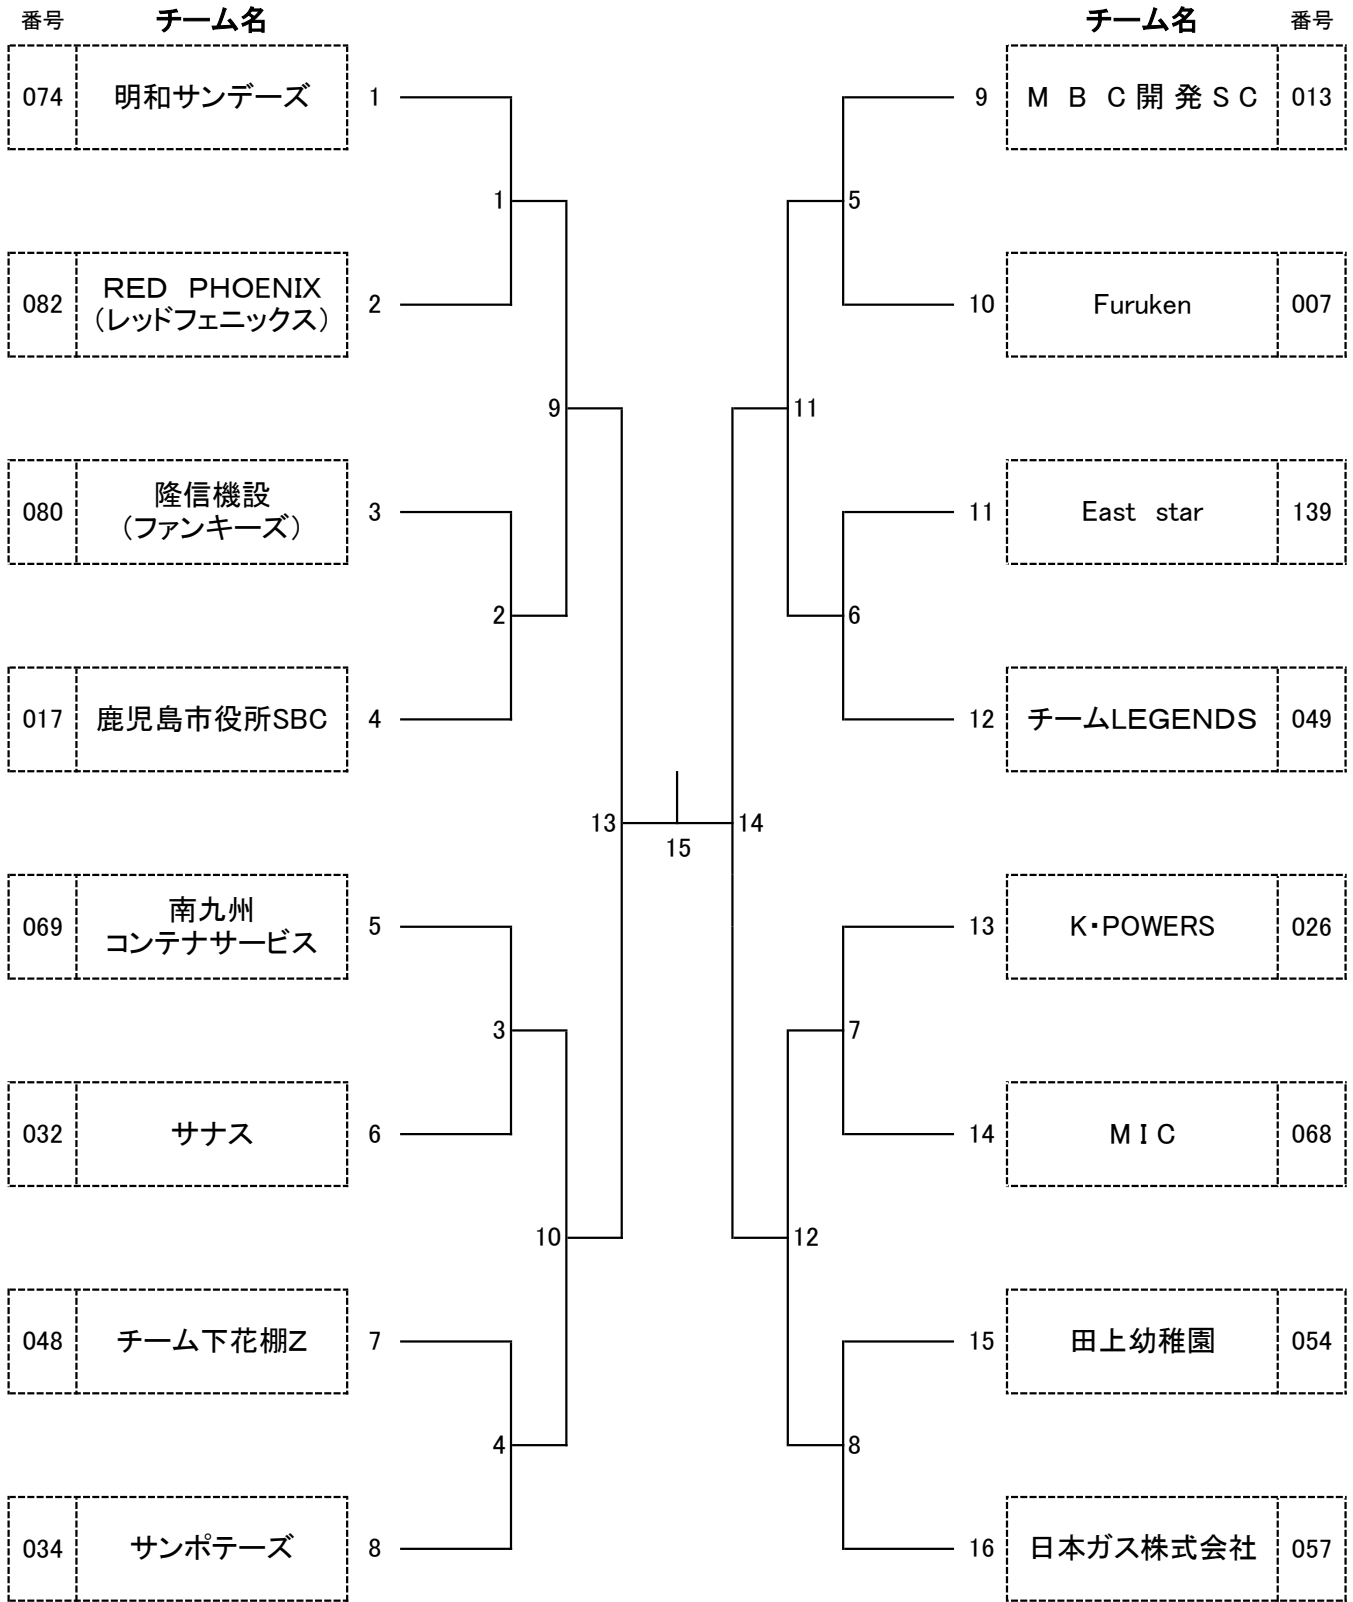 番号 チーム名 チーム名 番号
074 明和サンデーズ 1 9 Ｍ Ｂ Ｃ開 発ＳＣ 013
1 5
082 ＲＥＤ　ＰＨＯＥＮＩＸ
（レッドフェニックス） 2 10 Furuken 007
9 11
080 隆信機設
（ファンキーズ） 3 11 East star 139
2 6
017 鹿児島市役所SBC 4 12 チームＬＥＧＥＮＤＳ 049
13 15 14
069 南九州
コンテナサービス 5 13 K・POWERS 026
3 7
032 サナス 6 14 ＭＩＣ 068
10 12
048 チーム下花棚Z 7 15 田上幼稚園 054
4 8
034 サンポテーズ 8 16 日本ガス株式会社 057